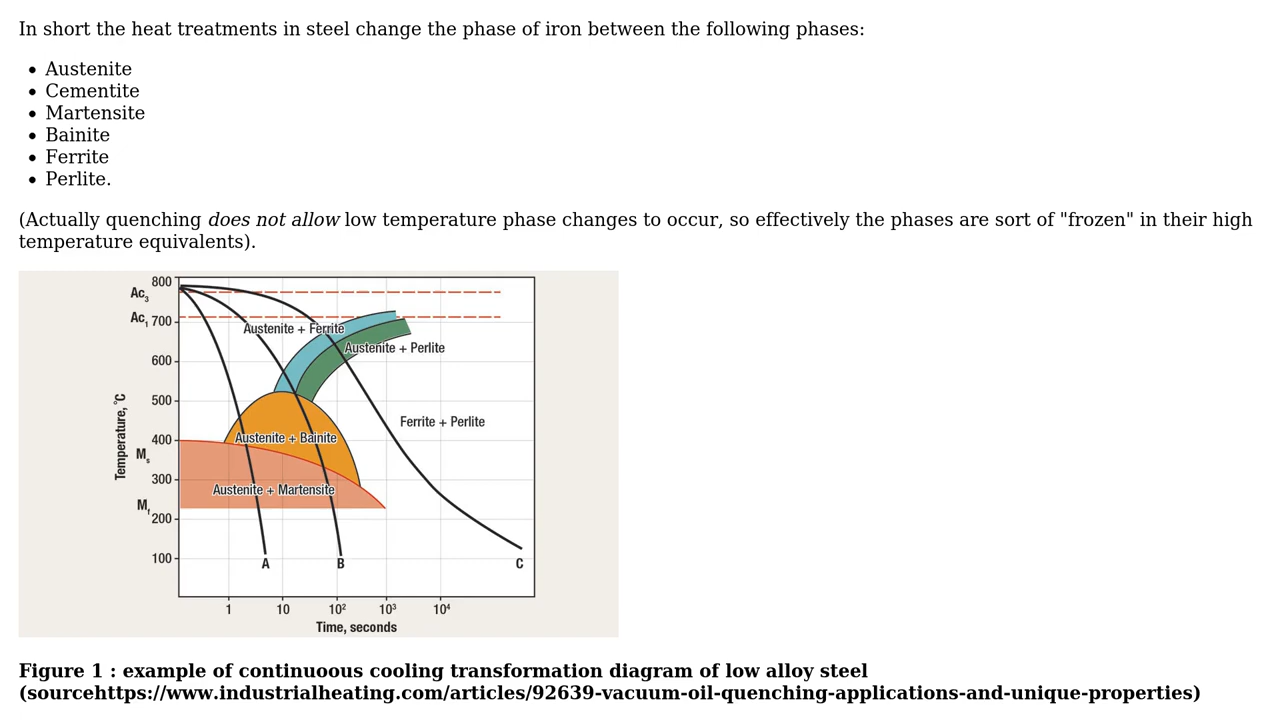 In short the heat treatments in steel change the phase of iron between the following phases:
• Austenite
• Cementite
• Martensite
• Bainite
• Ferrite
• Perlite.
(Actually quenching does not allow low temperature phase changes to occur, so effectively the phases are sort of "frozen" in their high
temperature equivalents).
800
Ac₃
Ac₁ 700
Austenite + Ferrite
Austenite + Perlite
600
500
Temperature, °C
Ferrite + Perlite
400
Austenite + Bainite
Mₛ
300
Austenite + Martensite
M_f
200
100
A B C
1 10 10² 10³ 10⁴
Time, seconds
Figure 1 : example of continuoous cooling transformation diagram of low alloy steel
(sourcehttps://www.industrialheating.com/articles/92639-vacuum-oil-quenching-applications-and-unique-properties)